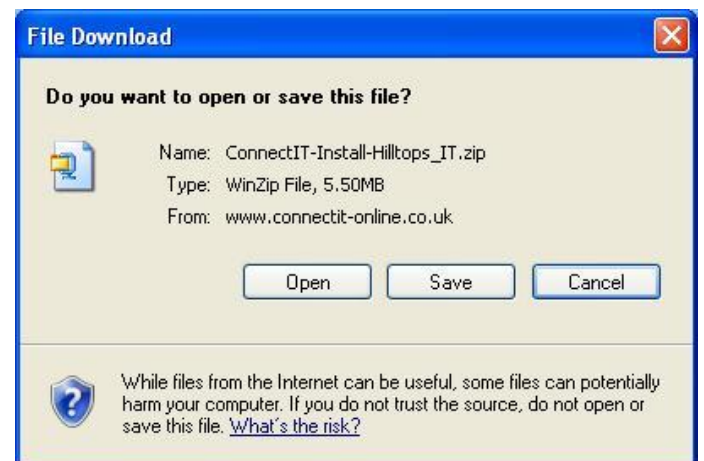 File Download
Do you want to open or save this file?
Name: ConnectIT-Install-Hilltops_IT.zip
Type: WinZip File, 5.50MB
From: www.connectit-online.co.uk
Open Save Cancel
While files from the Internet can be useful, some files can potentially
harm your computer. If you do not trust the source, do not open or
save this file. What's the risk?